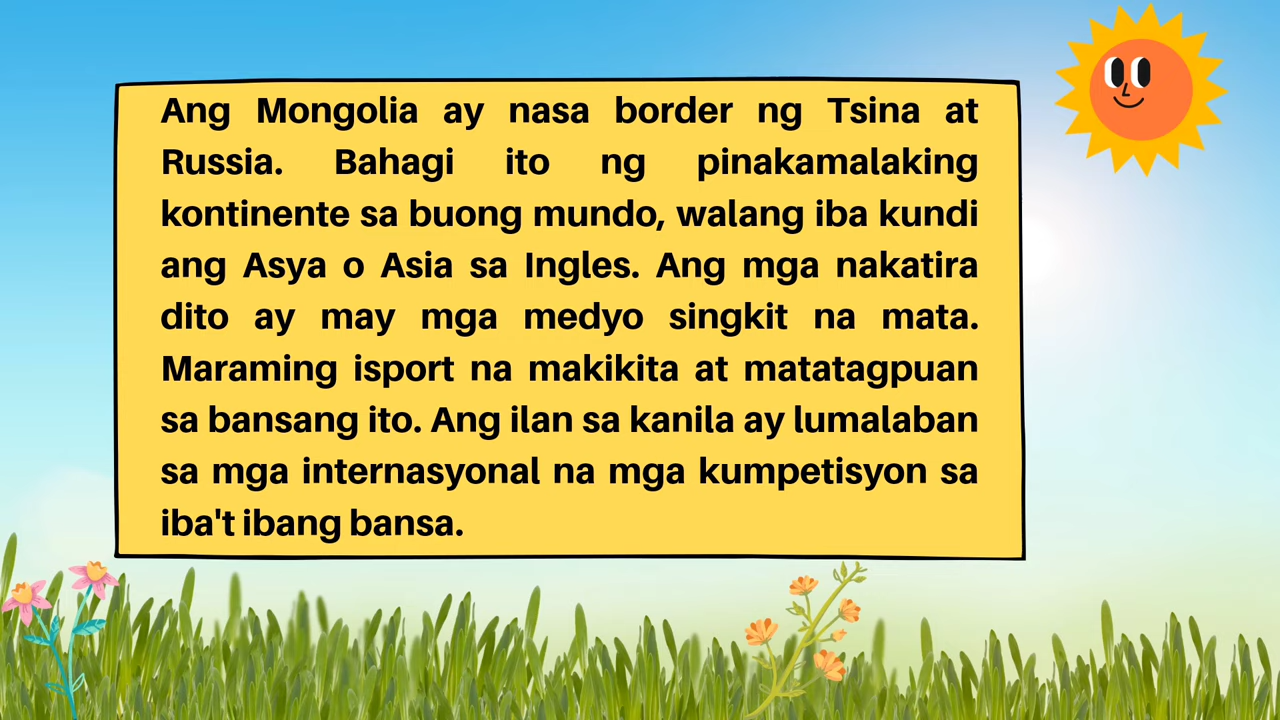 Ang Mongolia ay nasa border ng Tsina at
Russia. Bahagi ito ng pinakamalaking
kontinente sa buong mundo, walang iba kundi
ang Asya o Asia sa Ingles. Ang mga nakatira
dito ay may mga medyo singkit na mata.
Maraming isport na makikita at matatagpuan
sa bansang ito. Ang ilan sa kanila ay lumalaban
sa mga internasyonal na mga kumpetisyon sa
iba't ibang bansa.